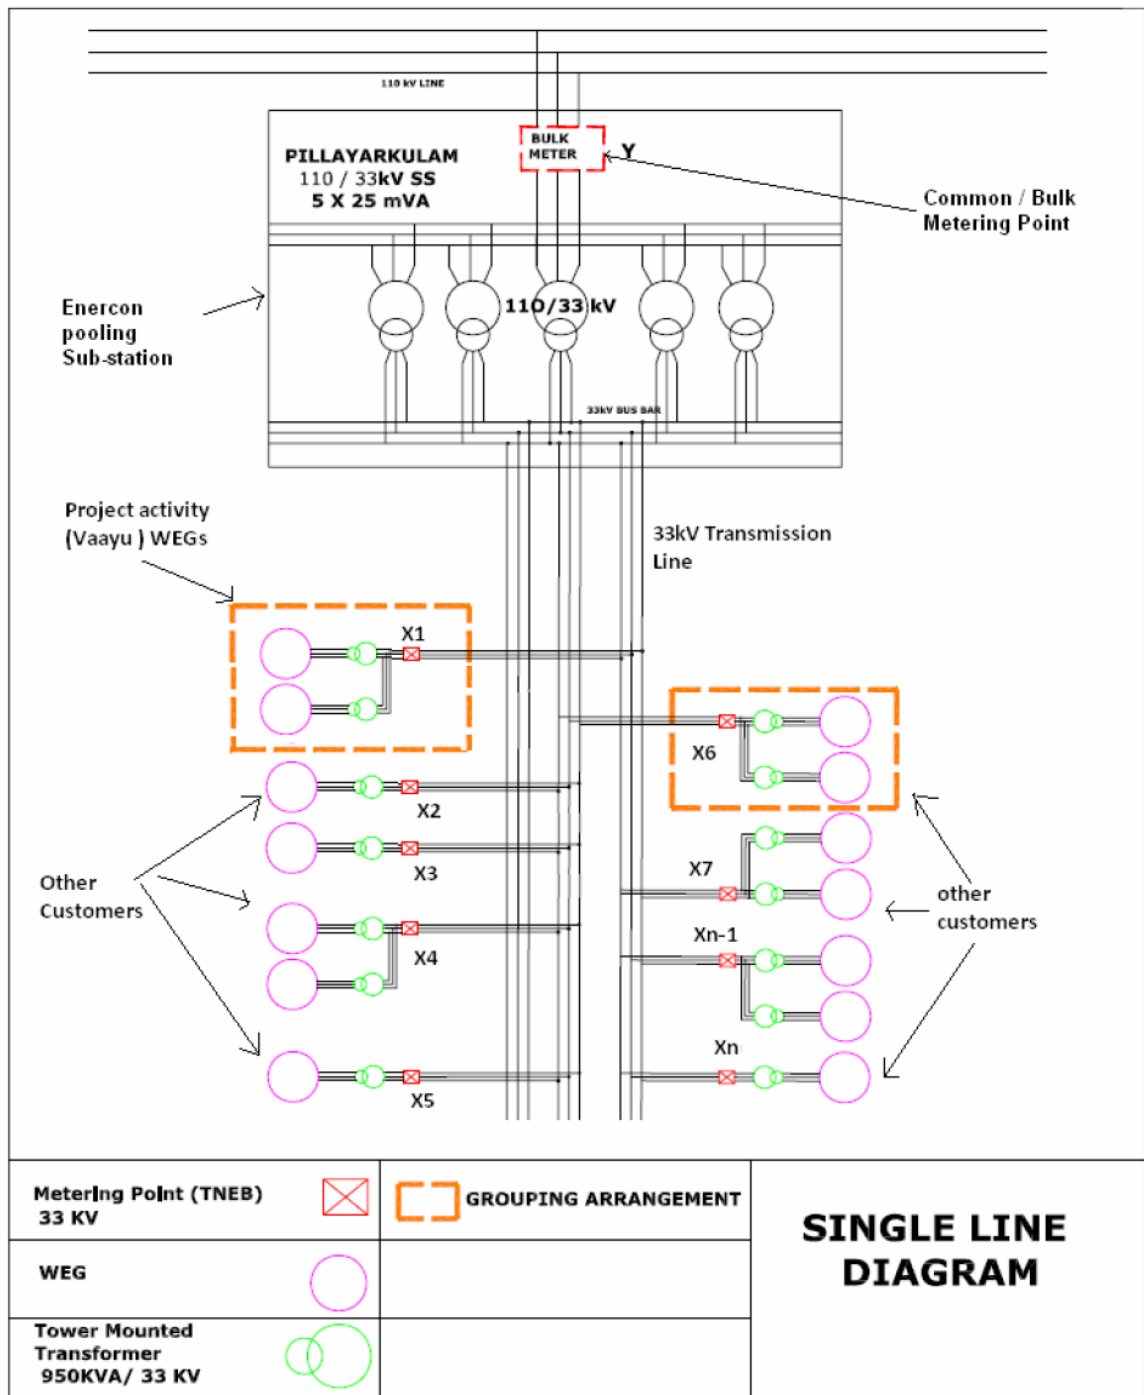 110 kV LINE
BULK
METER
Y
PILLAYARKULAM
110 / 33kV SS
5 X 25 mVA
Common / Bulk
Metering Point
110/33 kV
Enercon
pooling
Sub-station
33kV BUS BAR
Project activity
(Vaayu ) WEGs
33kV Transmission
Line
X1
X6
X2
X3
X7
Other
Customers
other
customers
X4
Xn-1
Xn
X5
Metering Point (TNEB)
33 KV
GROUPING ARRANGEMENT
WEG
Tower Mounted
Transformer
950KVA/ 33 KV
SINGLE LINE
DIAGRAM